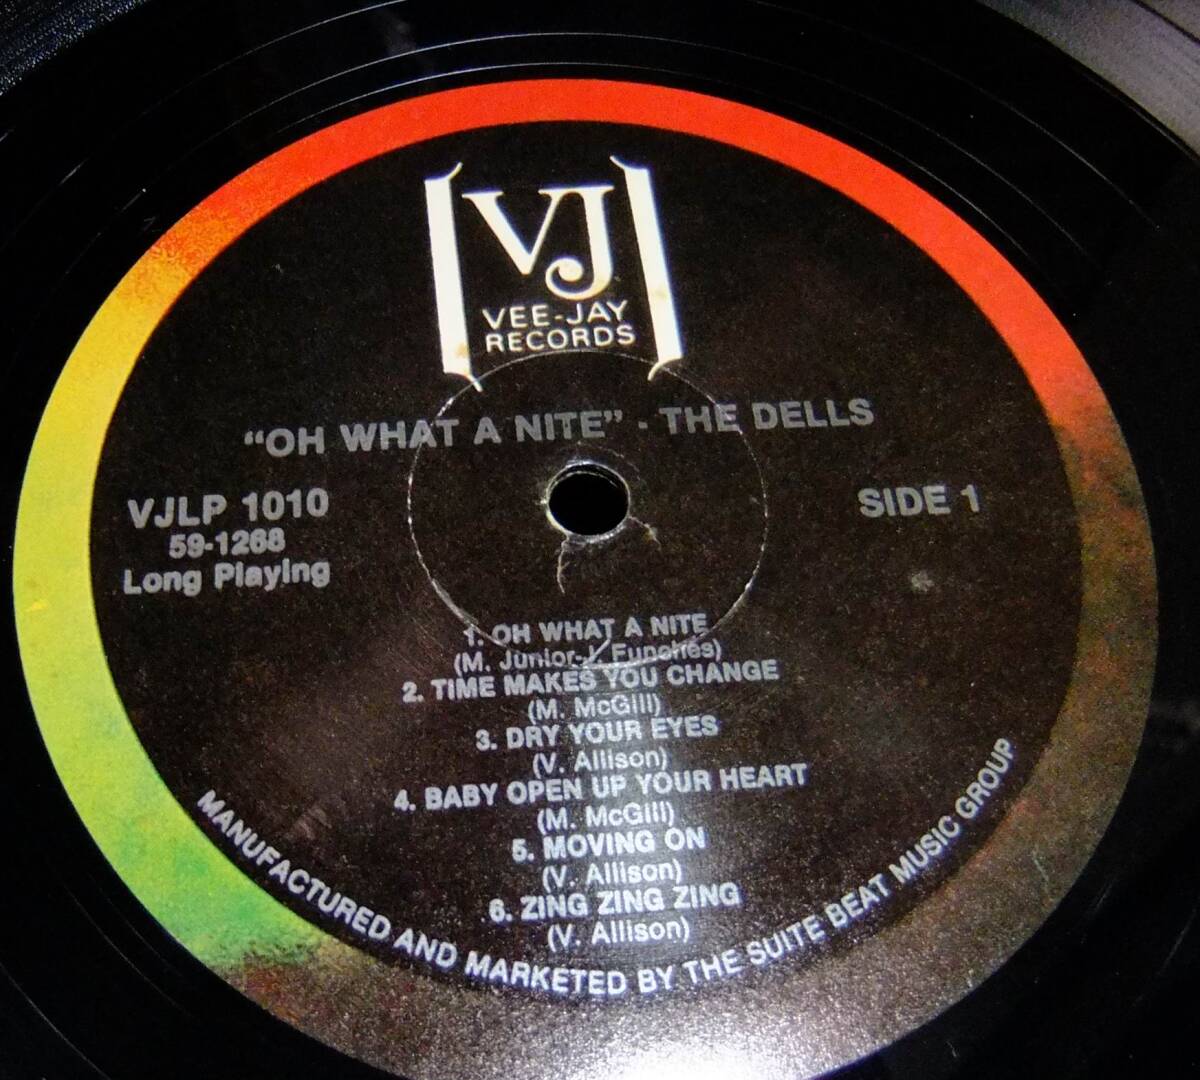 VJ
VEE-JAY
RECORDS
"OH WHAT A NITE" · THE DELLS
VJLP 1010
59-1268
Long Playing
SIDE 1
1. OH WHAT A NITE
(M. Junior-J. Funches)
2. TIME MAKES YOU CHANGE
(M. McGill)
3. DRY YOUR EYES
(V. Allison)
4. BABY OPEN UP YOUR HEART
(M. McGill)
5. MOVING ON
(V. Allison)
6. ZING ZING ZING
(V. Allison)
MANUFACTURED AND MARKETED BY THE SUITE BEAT MUSIC GROUP